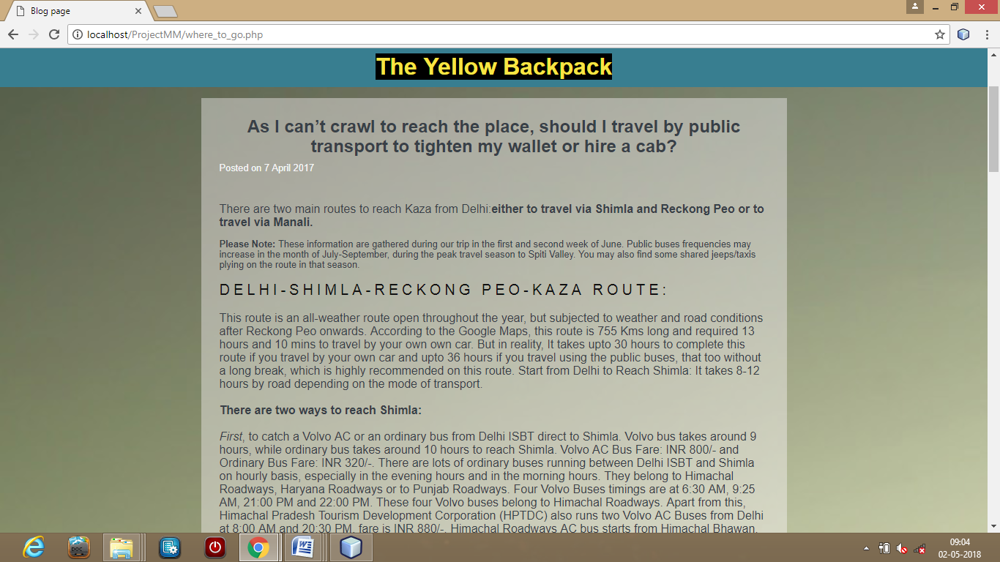 Blog page
localhost/ProjectMM/where_to_go.php
The Yellow Backpack
As I can’t crawl to reach the place, should I travel by public
transport to tighten my wallet or hire a cab?
Posted on 7 April 2017
There are two main routes to reach Kaza from Delhi:either to travel via Shimla and Reckong Peo or to
travel via Manali.
Please Note: These information are gathered during our trip in the first and second week of June. Public buses frequencies may
increase in the month of July-September, during the peak travel season to Spiti Valley. You may also find some shared jeeps/taxis
plying on the route in that season.
DELHI-SHIMLA-RECKONG PEO-KAZA ROUTE:
This route is an all-weather route open throughout the year, but subjected to weather and road conditions
after Reckong Peo onwards. According to the Google Maps, this route is 755 Kms long and required 13
hours and 10 mins to travel by your own own car. But in reality, It takes upto 30 hours to complete this
route if you travel by your own car and upto 36 hours if you travel using the public buses, that too without
a long break, which is highly recommended on this route. Start from Delhi to Reach Shimla: It takes 8-12
hours by road depending on the mode of transport.
There are two ways to reach Shimla:
First, to catch a Volvo AC or an ordinary bus from Delhi ISBT direct to Shimla. Volvo bus takes around 9
hours, while ordinary bus takes around 10 hours to reach Shimla. Volvo AC Bus Fare: INR 800/- and
Ordinary Bus Fare: INR 320/-. There are lots of ordinary buses running between Delhi ISBT and Shimla
on hourly basis, especially in the evening hours and in the morning hours. They belong to Himachal
Roadways, Haryana Roadways or to Punjab Roadways. Four Volvo Buses timings are at 6:30 AM, 9:25
AM, 21:00 PM and 22:00 PM. These four Volvo buses belong to Himachal Roadways. Apart from this,
Himachal Pradesh Tourism Development Corporation (HPTDC) also runs two Volvo AC Buses from Delhi
at 8:00 AM and 20:30 PM, fare is INR 880/-. Himachal Roadways AC bus starts from Himachal Bhawan,
DOC
09:04
02-05-2018